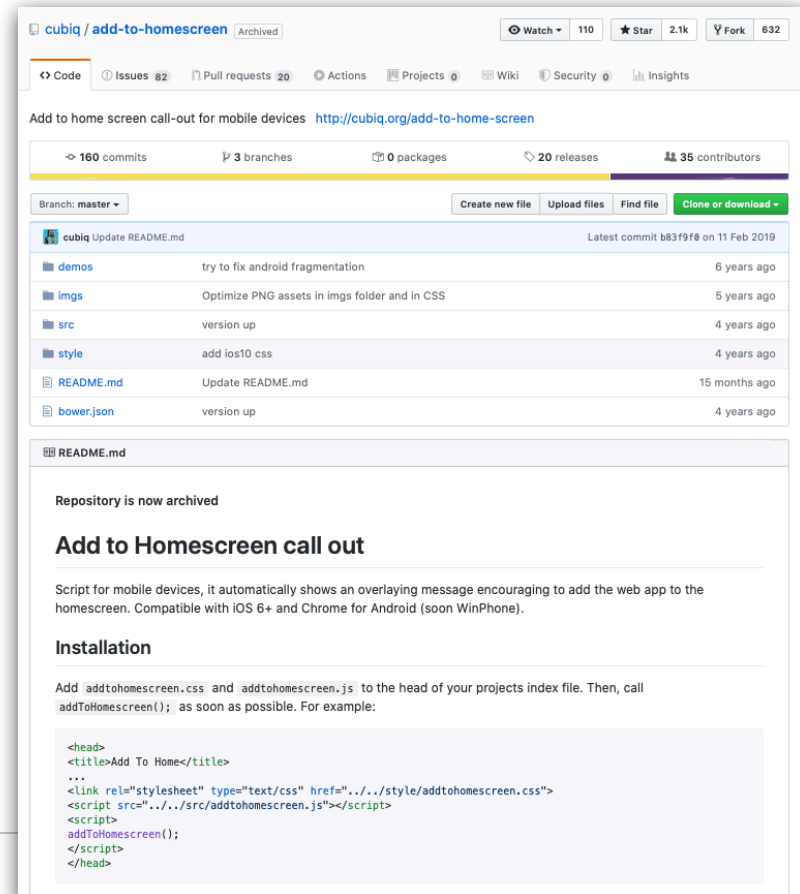 cubiq / add-to-homescreen Archived
Watch 110 Star 2.1k Fork 632
Code Issues 82 Pull requests 20 Actions Projects 0 Wiki Security 0 Insights
Add to home screen call-out for mobile devices http://cubiq.org/add-to-home-screen
160 commits 3 branches 0 packages 20 releases 35 contributors
Branch: master Create new file Upload files Find file Clone or download
cubiq Update README.md Latest commit b83f9f0 on 11 Feb 2019
demos try to fix android fragmentation 6 years ago
imgs Optimize PNG assets in imgs folder and in CSS 5 years ago
src version up 4 years ago
style add ios10 css 4 years ago
README.md Update README.md 15 months ago
bower.json version up 4 years ago
README.md
Repository is now archived
Add to Homescreen call out
Script for mobile devices, it automatically shows an overlaying message encouraging to add the web app to the
homescreen. Compatible with iOS 6+ and Chrome for Android (soon WinPhone).
Installation
Add addtohomescreen.css and addtohomescreen.js to the head of your projects index file. Then, call
addToHomescreen(); as soon as possible. For example:
<head>
<title>Add To Home</title>
...
<link rel="stylesheet" type="text/css" href="../../style/addtohomescreen.css">
<script src="../../src/addtohomescreen.js"></script>
<script>
addToHomescreen();
</script>
</head>